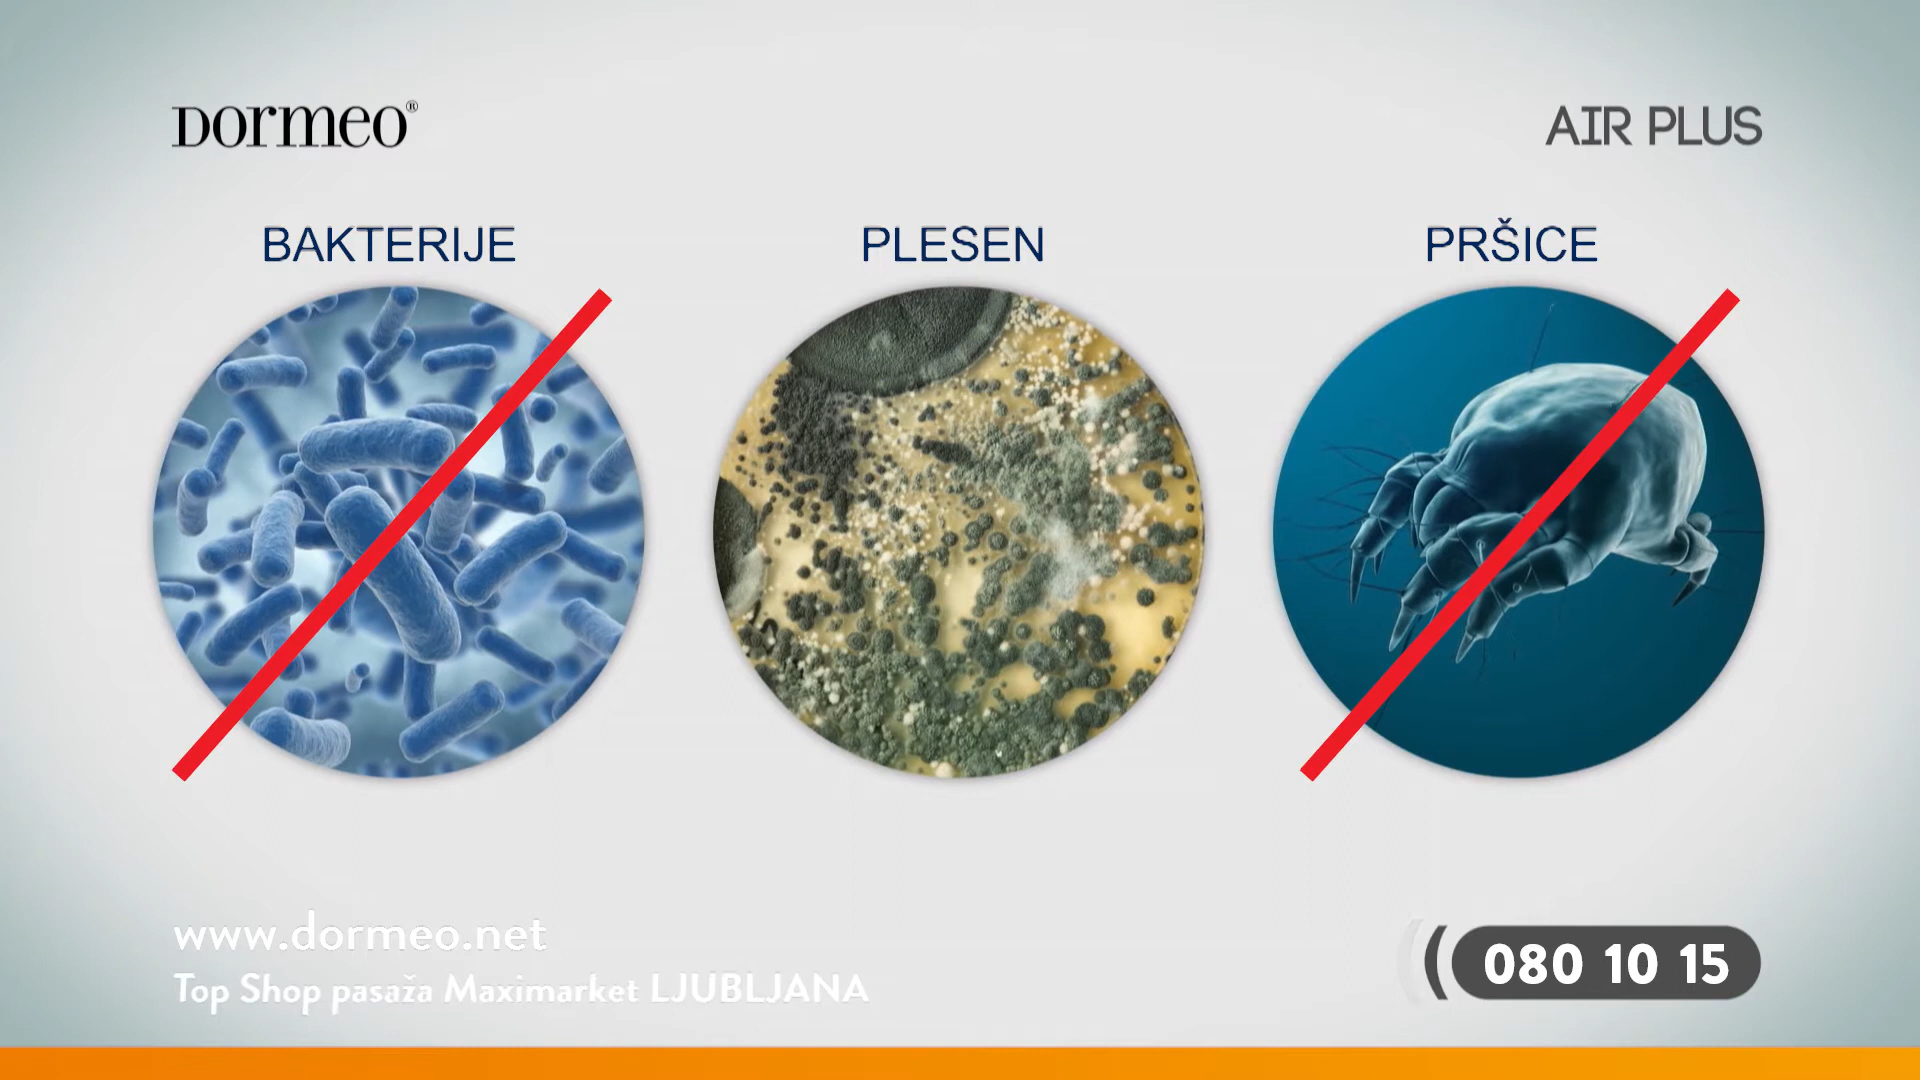 Dormeo®
AIR PLUS
BAKTERIJE
PLESEN
PRŠICE
www.dormeo.net
Top Shop pasaža Maximarket LJUBLJANA
080 10 15